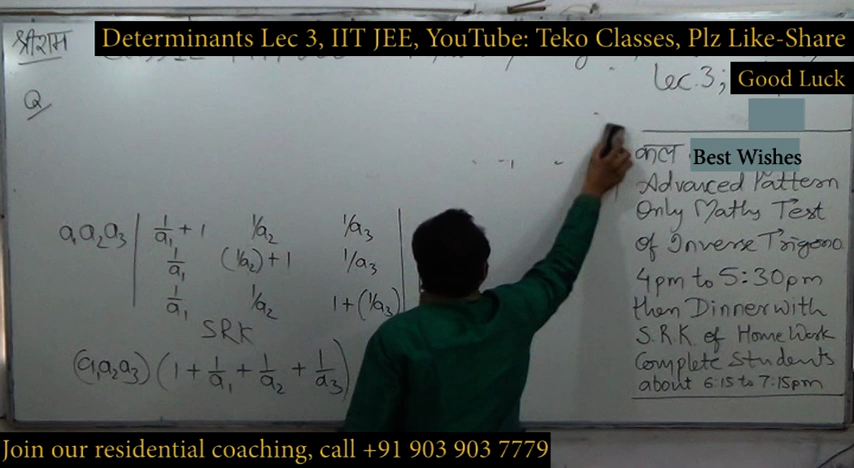 श्रीराम
Determinants Lec 3, IIT JEE, YouTube: Teko Classes, Plz Like-Share
Lec.3;
Good Luck
Q
कल
Best Wishes
Advanced Pattern
Only Maths Test
of Inverse Trigono
4pm to 5:30pm
then Dinner with
S.R.K. of HomeWork
Complete Students
about 6:15 to 7:15pm
a₁a₂a₃ | 1/a₁ + 1 1/a₂ 1/a₃ |
1/a₁ (1/a₂)+1 1/a₃
1/a₁ 1/a₂ 1+(1/a₃)
SRK
(a₁a₂a₃) (1 + 1/a₁ + 1/a₂ + 1/a₃)
Join our residential coaching, call +91 903 903 7779